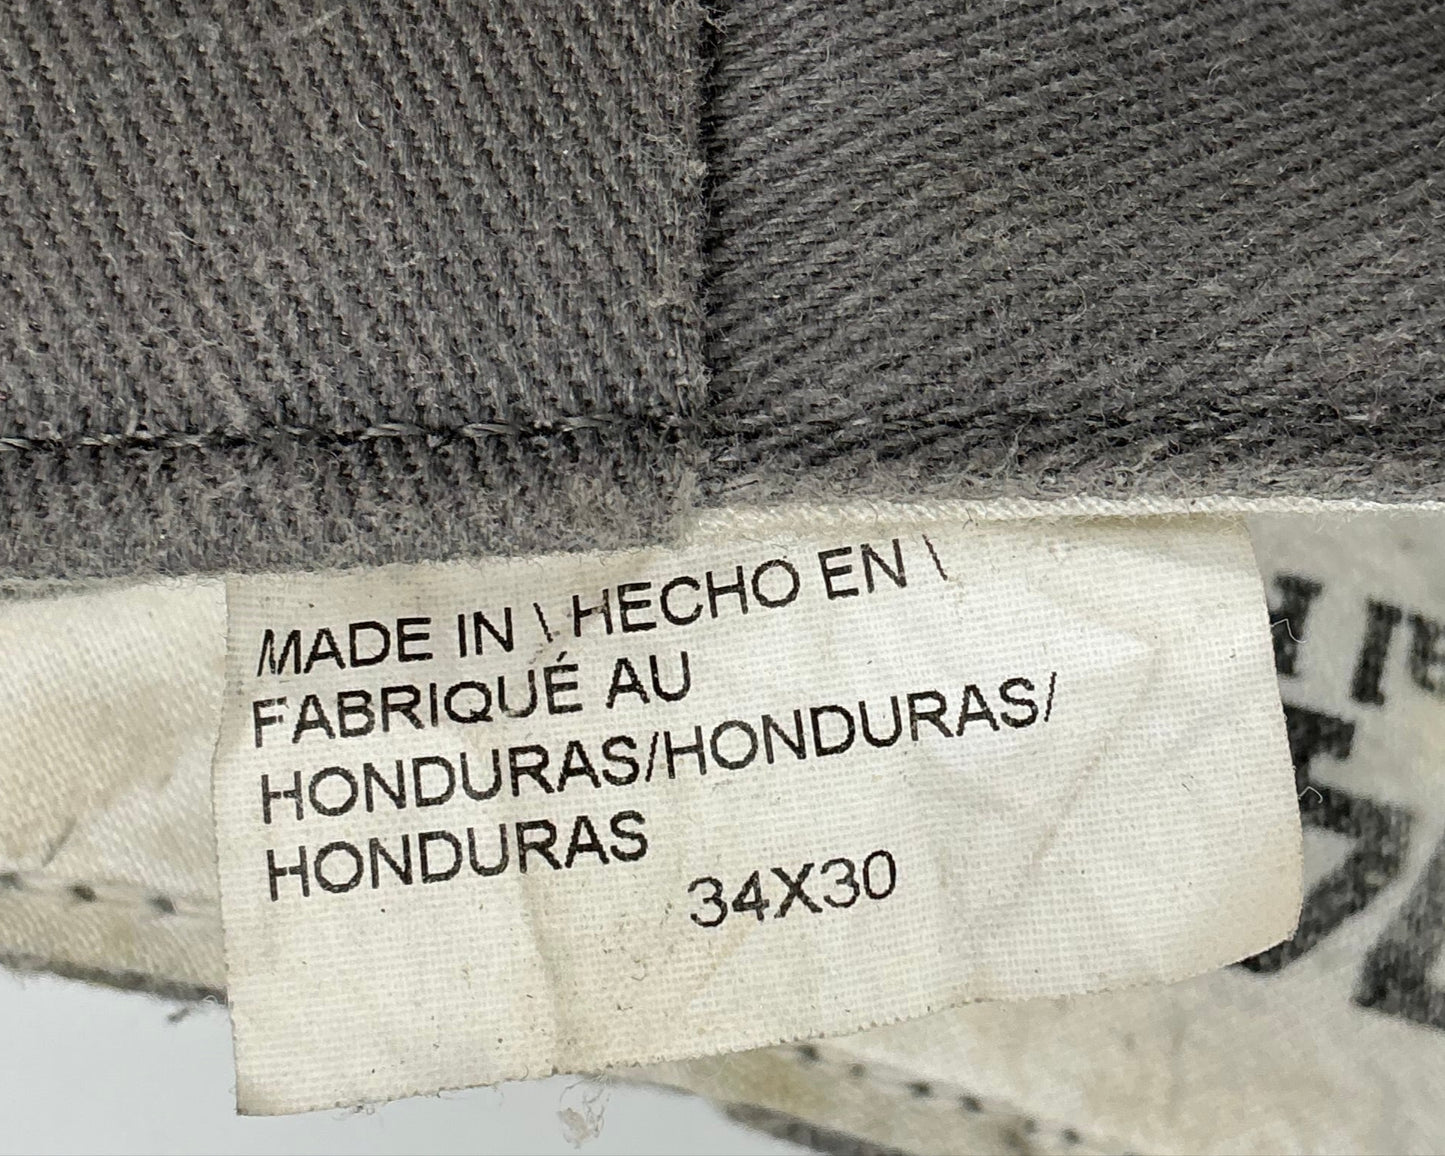 MADE IN \ HECHO EN \
FABRIQUÉ AU
HONDURAS/HONDURAS/
HONDURAS
34X30